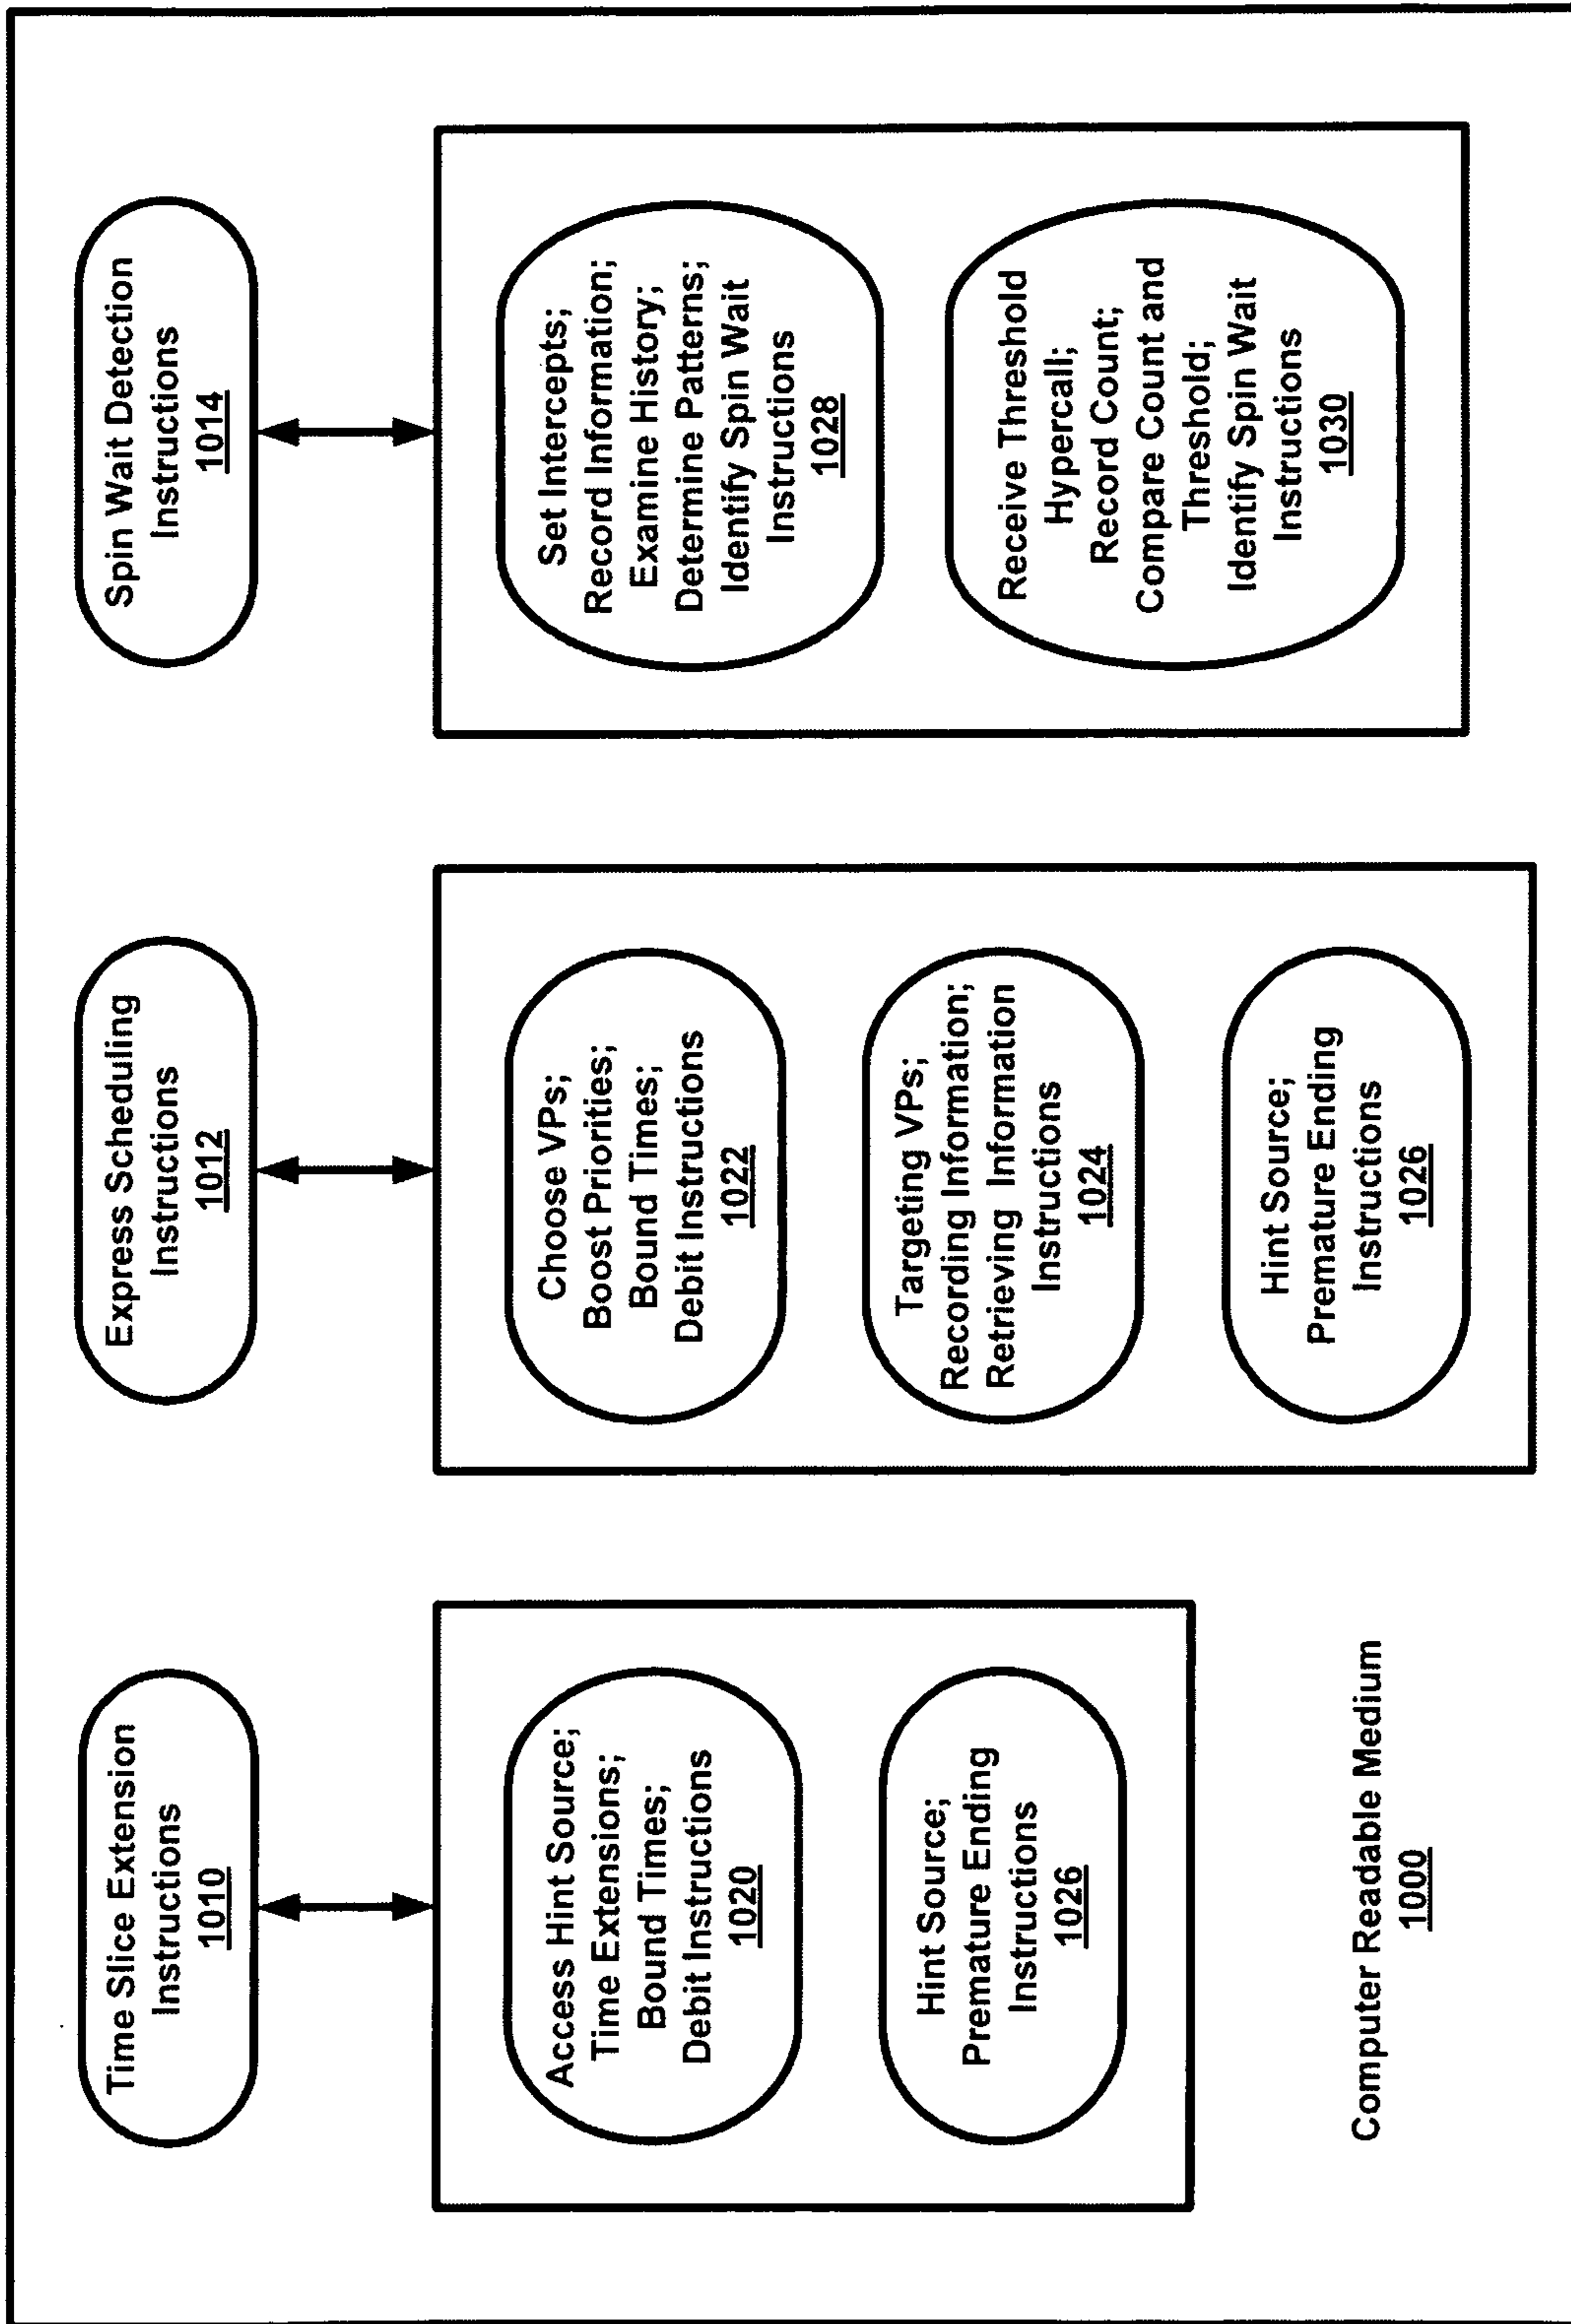 Time Slice Extension
Instructions
1010
Access Hint Source;
Time Extensions;
Bound Times;
Debit Instructions
1020
Hint Source;
Premature Ending
Instructions
1026
Express Scheduling
Instructions
1012
Choose VPs;
Boost Priorities;
Bound Times;
Debit Instructions
1022
Targeting VPs;
Recording Information;
Retrieving Information
Instructions
1024
Hint Source;
Premature Ending
Instructions
1026
Spin Wait Detection
Instructions
1014
Set Intercepts;
Record Information;
Examine History;
Determine Patterns;
Identify Spin Wait
Instructions
1028
Receive Threshold
Hypercall;
Record Count;
Compare Count and
Threshold;
Identify Spin Wait
Instructions
1030
Computer Readable Medium
1000